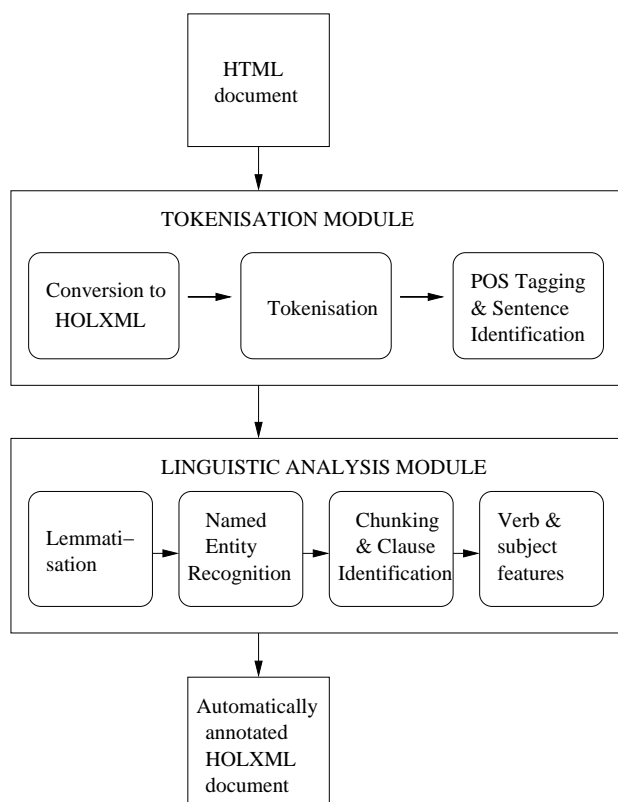 HTML
document
TOKENISATION MODULE
Conversion to
HOLXML
Tokenisation
POS Tagging
& Sentence
Identification
LINGUISTIC ANALYSIS MODULE
Lemmati–
sation
Named
Entity
Recognition
Chunking
& Clause
Identification
Verb &
subject
features
Automatically
annotated
HOLXML
document